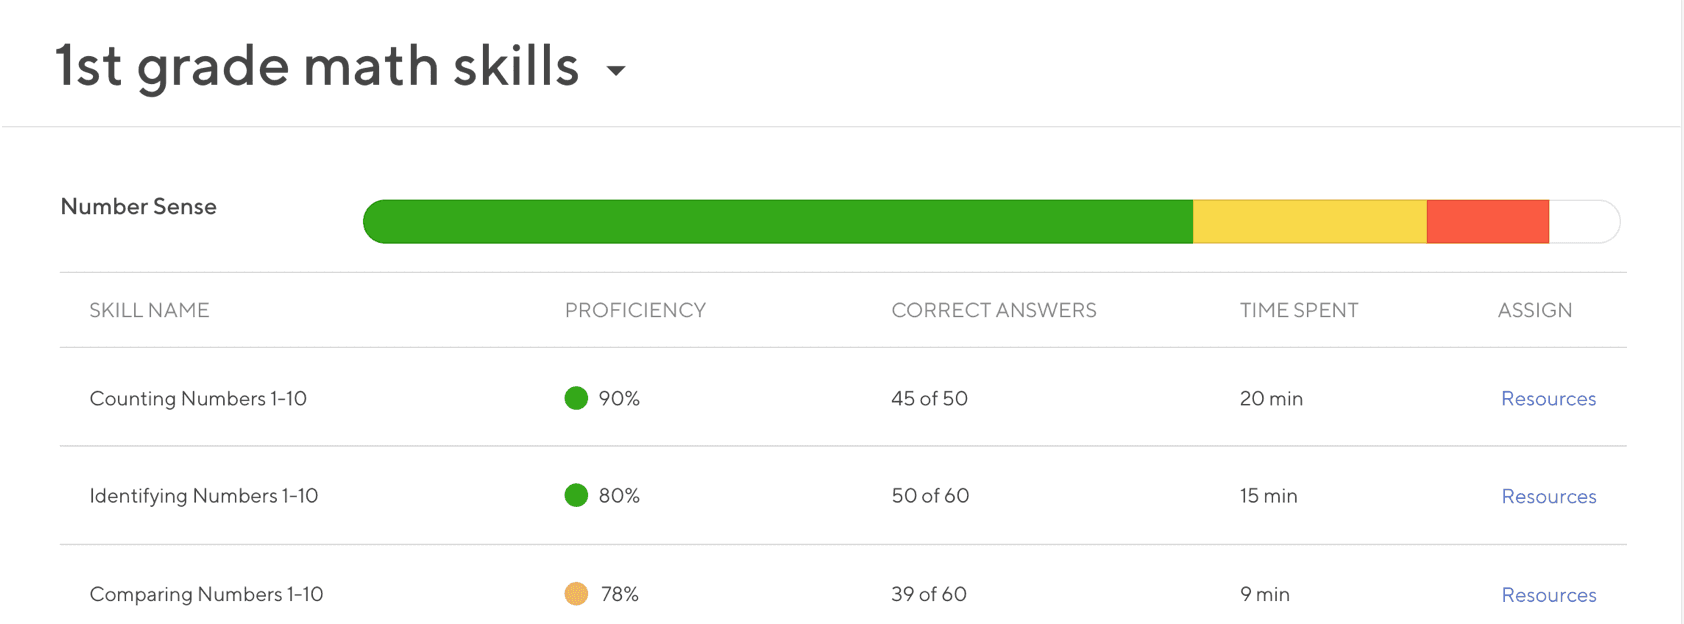 1st grade math skills
Number Sense
SKILL NAME PROFICIENCY CORRECT ANSWERS TIME SPENT ASSIGN
Counting Numbers 1-10 90% 45 of 50 20 min Resources
Identifying Numbers 1-10 80% 50 of 60 15 min Resources
Comparing Numbers 1-10 78% 39 of 60 9 min Resources